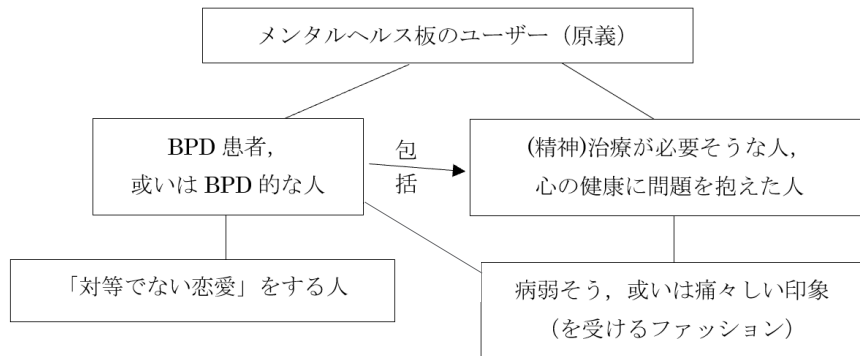 メンタルヘルス板のユーザー（原義）
BPD 患者，
或いは BPD 的な人
包
括
(精神)治療が必要そうな人，
心の健康に問題を抱えた人
「対等でない恋愛」をする人
病弱そう，或いは痛々しい印象
（を受けるファッション）